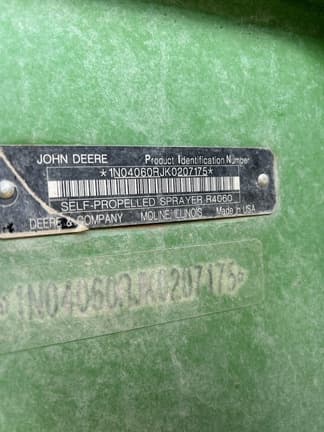 JOHN DEERE Product Identification Number
*1N04060RJK0207175*
SELF-PROPELLED SPRAYER R4060
DEERE & COMPANY MOLINE, ILLINOIS Made in USA
*1N04060RJK0207175*